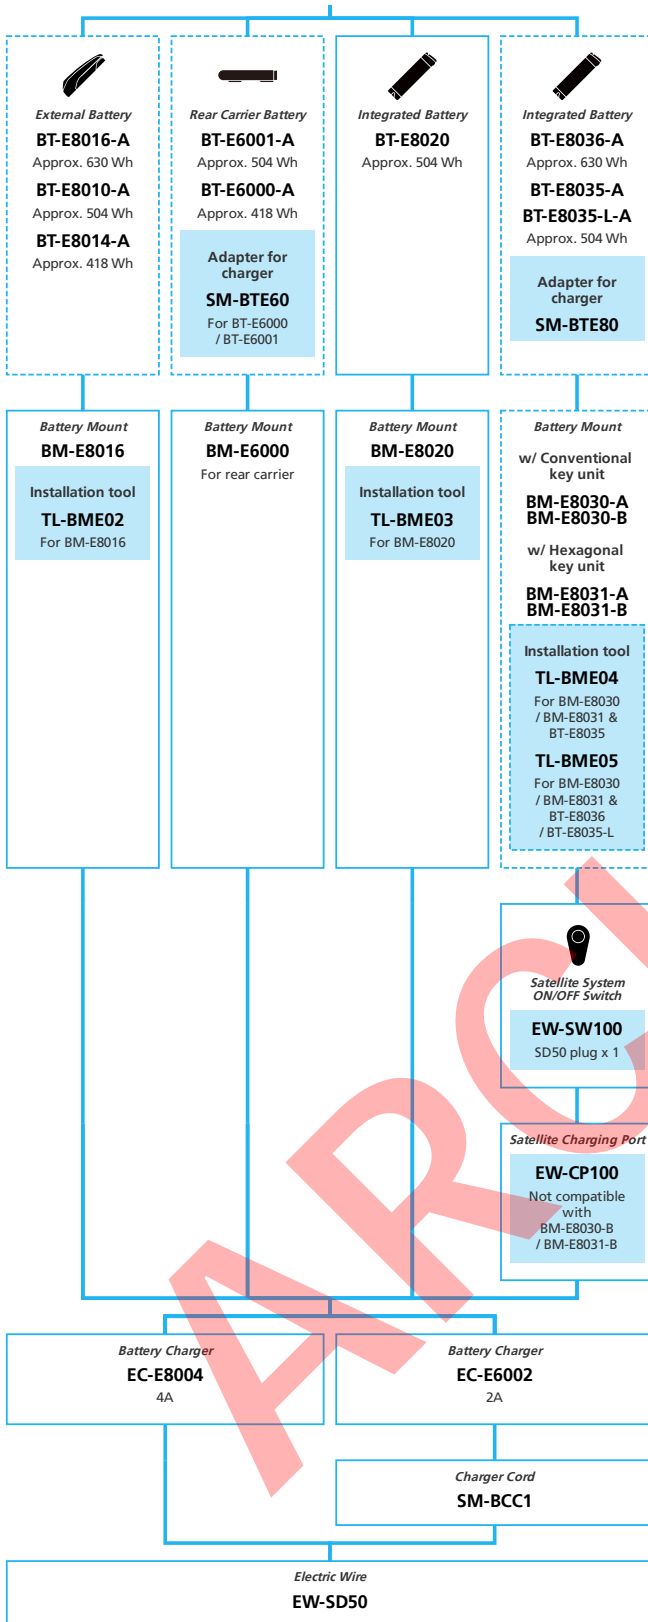 External Battery
BT-E8016-A
Approx. 630 Wh
BT-E8010-A
Approx. 504 Wh
BT-E8014-A
Approx. 418 Wh
Rear Carrier Battery
BT-E6001-A
Approx. 504 Wh
BT-E6000-A
Approx. 418 Wh
Adapter for
charger
SM-BTE60
For BT-E6000
/ BT-E6001
Integrated Battery
BT-E8020
Approx. 504 Wh
Integrated Battery
BT-E8036-A
Approx. 630 Wh
BT-E8035-A
BT-E8035-L-A
Approx. 504 Wh
Adapter for
charger
SM-BTE80
Battery Mount
BM-E8016
Installation tool
TL-BME02
For BM-E8016
Battery Mount
BM-E6000
For rear carrier
Battery Mount
BM-E8020
Installation tool
TL-BME03
For BM-E8020
Battery Mount
w/ Conventional
key unit
BM-E8030-A
BM-E8030-B
w/ Hexagonal
key unit
BM-E8031-A
BM-E8031-B
Installation tool
TL-BME04
For BM-E8030
/ BM-E8031 &
BT-E8035
TL-BME05
For BM-E8030
/ BM-E8031 &
BT-E8036
/ BT-E8035-L
Satellite System
ON/OFF Switch
EW-SW100
SD50 plug x 1
Satellite Charging Port
EW-CP100
Not compatible
with
BM-E8030-B
/ BM-E8031-B
Battery Charger
EC-E8004
4A
Battery Charger
EC-E6002
2A
Charger Cord
SM-BCC1
Electric Wire
EW-SD50